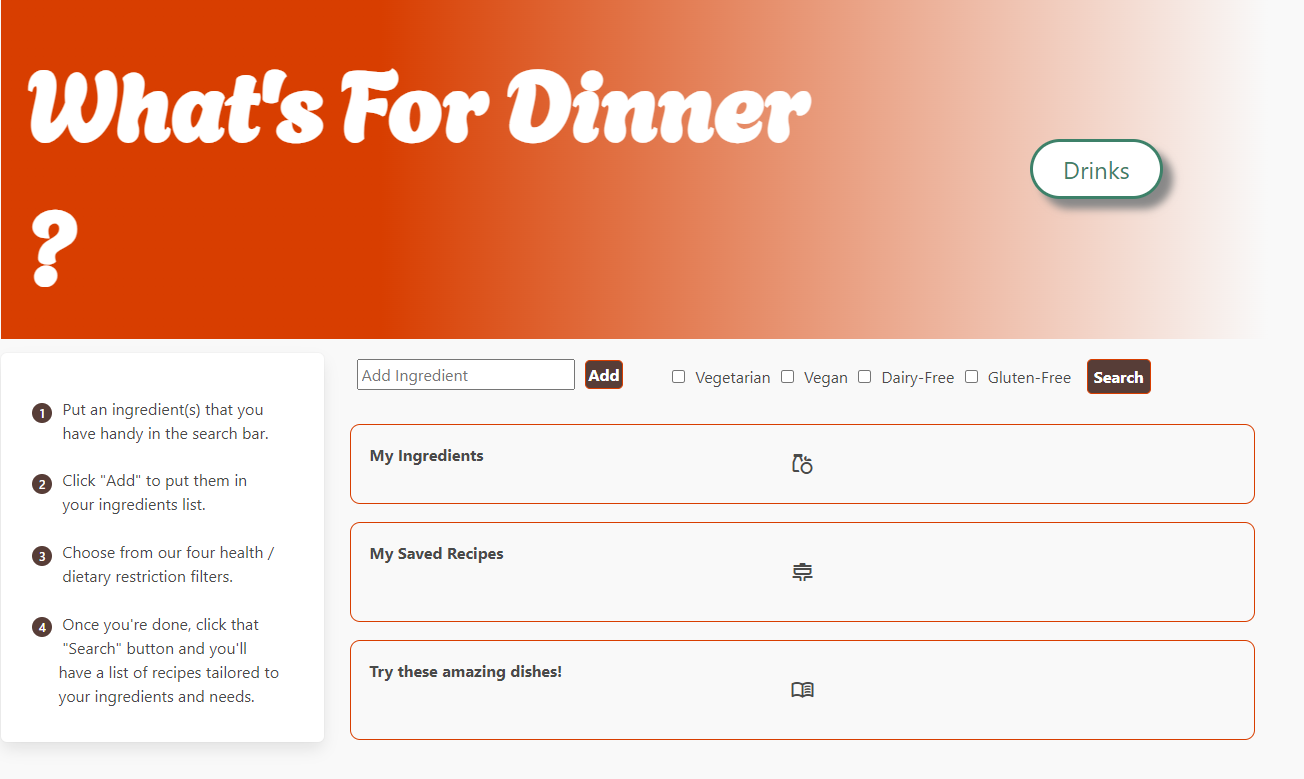 What's For Dinner
?
Drinks
1 Put an ingredient(s) that you
have handy in the search bar.
2 Click "Add" to put them in
your ingredients list.
3 Choose from our four health /
dietary restriction filters.
4 Once you're done, click that
"Search" button and you'll
have a list of recipes tailored to
your ingredients and needs.
Add Ingredient Add Vegetarian Vegan Dairy-Free Gluten-Free Search
My Ingredients
My Saved Recipes
Try these amazing dishes!